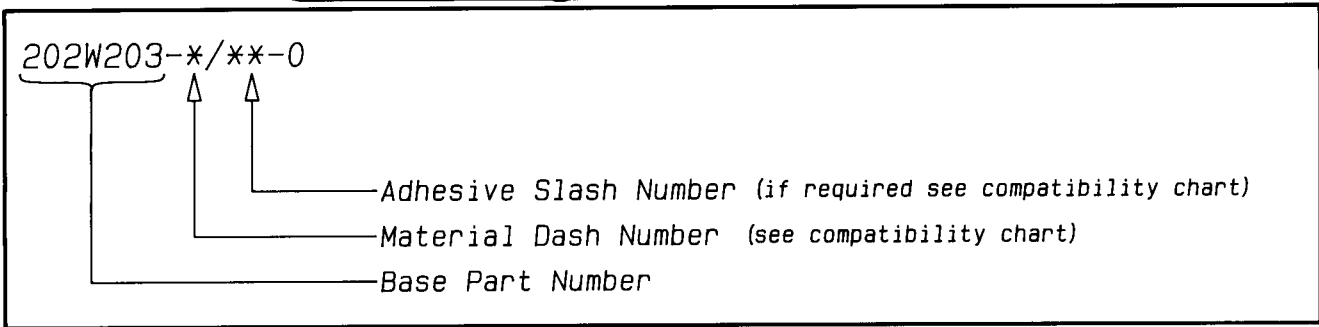 202W203-*/**-0
Adhesive Slash Number (if required see compatibility chart)
Material Dash Number (see compatibility chart)
Base Part Number